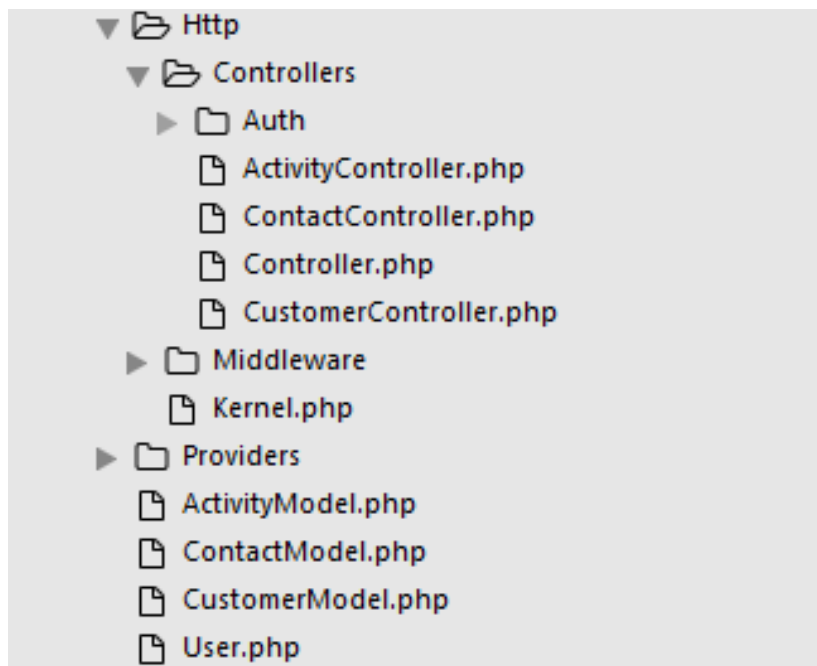 Http
Controllers
Auth
ActivityController.php
ContactController.php
Controller.php
CustomerController.php
Middleware
Kernel.php
Providers
ActivityModel.php
ContactModel.php
CustomerModel.php
User.php